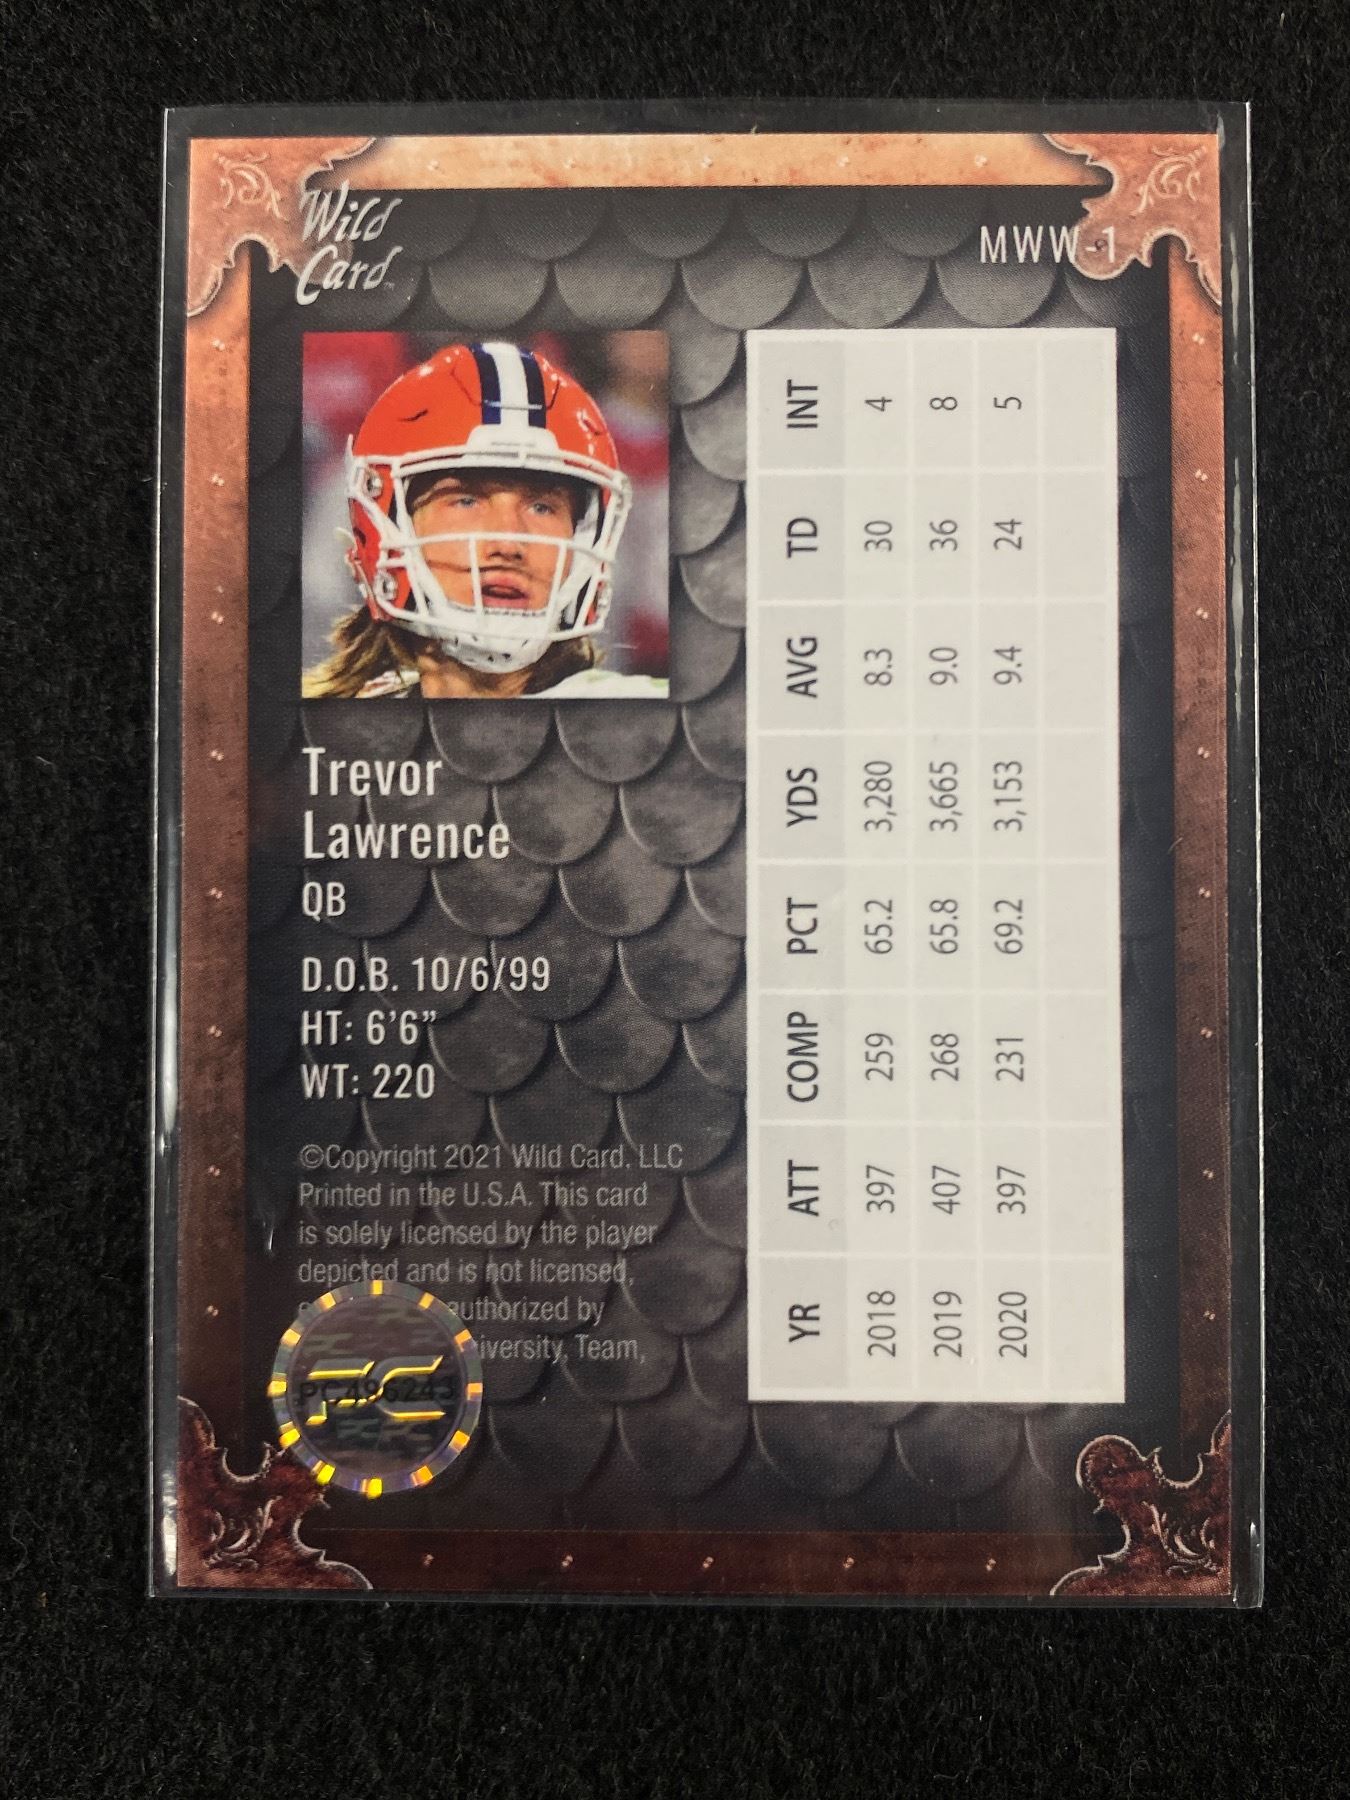 Wild
Card™
MWW-1
Trevor
Lawrence
QB
D.O.B. 10/6/99
HT: 6'6"
WT: 220
©Copyright 2021 Wild Card, LLC
Printed in the U.S.A. This card
is solely licensed by the player
depicted and is not licensed,
authorized by
Team,
PC496243
YR ATT COMP PCT YDS AVG TD INT
2018 397 259 65.2 3,280 8.3 30 4
2019 407 268 65.8 3,665 9.0 36 8
2020 397 231 69.2 3,153 9.4 24 5